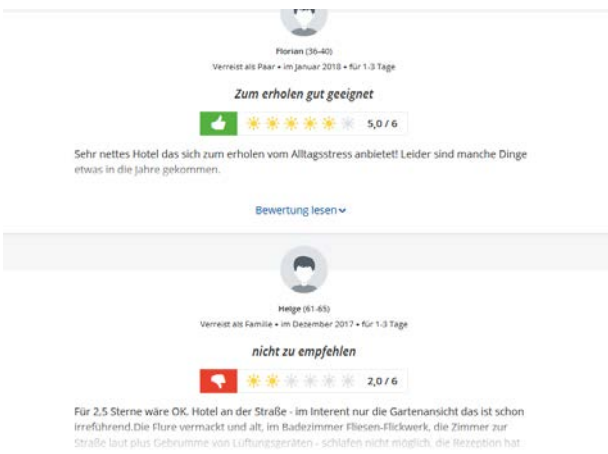 Florian (36-40)
Verreist als Paar • im Januar 2018 • für 1-3 Tage
Zum erholen gut geeignet
5,0 / 6
Sehr nettes Hotel das sich zum erholen vom Alltagsstress anbietet! Leider sind manche Dinge
etwas in die Jahre gekommen.
Bewertung lesen
Helge (61-65)
Verreist als Familie • im Dezember 2017 • für 1-3 Tage
nicht zu empfehlen
2,0 / 6
Für 2,5 Sterne wäre OK. Hotel an der Straße - im Interent nur die Gartenansicht das ist schon
irreführend.Die Flure vermackt und alt, im Badezimmer Fliesen-Flickwerk, die Zimmer zur
Straße laut plus Gebrumme von Lüftungsgeräten - schlafen nicht möglich, die Rezeption hat